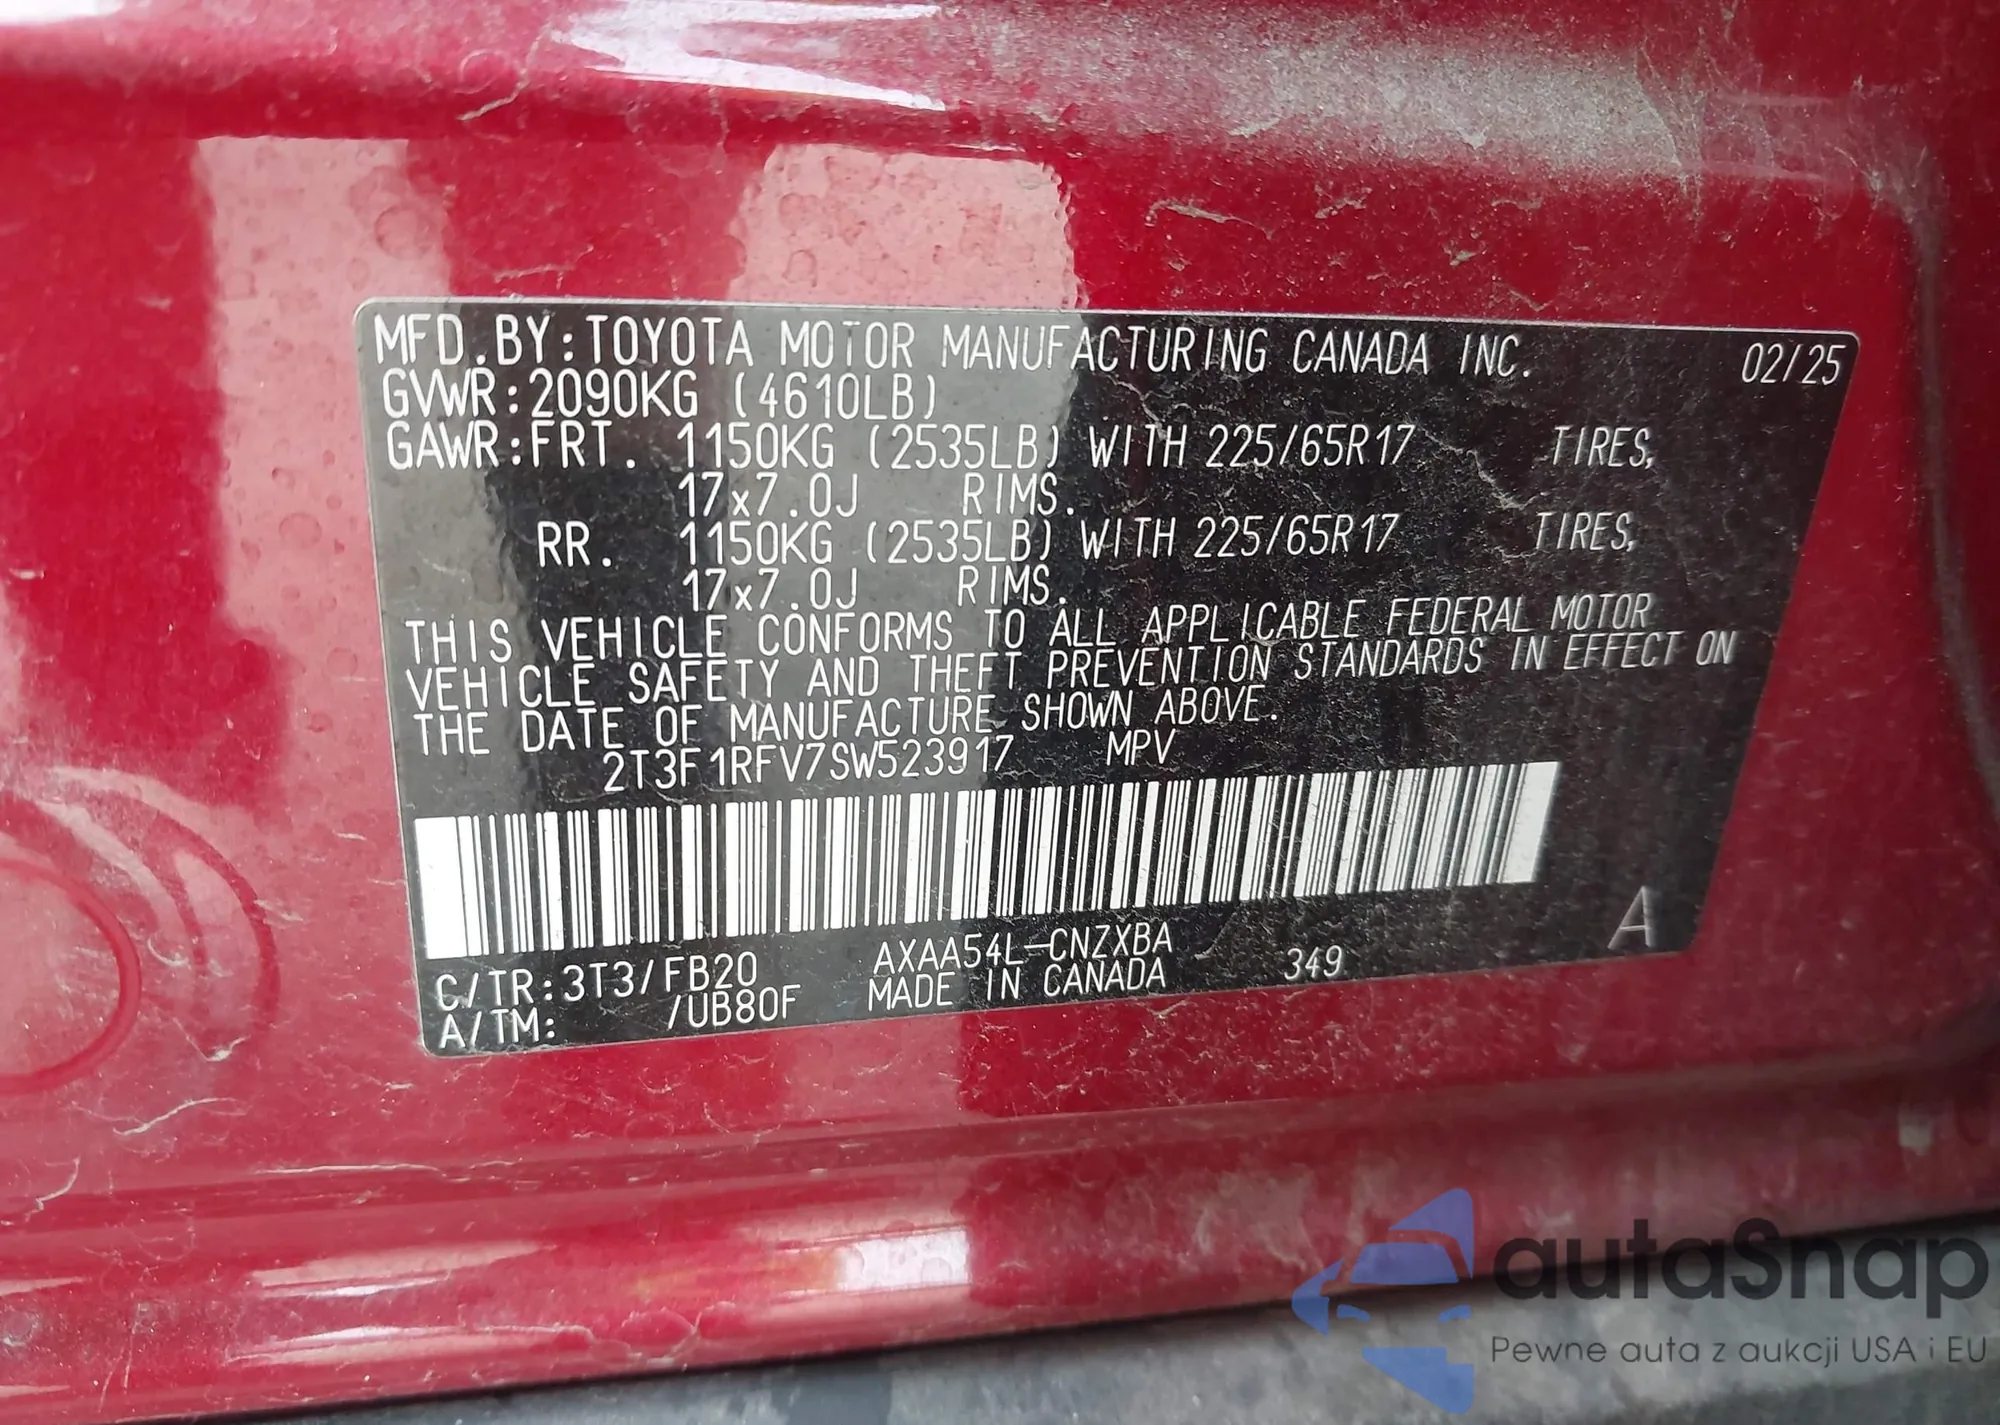 MFD.BY:TOYOTA MOTOR MANUFACTURING CANADA INC. 02/25
GVWR:2090KG (4610LB)
GAWR:FRT. 1150KG (2535LB) WITH 225/65R17 TIRES,
17x7.0J RIMS.
RR. 1150KG (2535LB) WITH 225/65R17 TIRES,
17x7.0J RIMS.
THIS VEHICLE CONFORMS TO ALL APPLICABLE FEDERAL MOTOR
VEHICLE SAFETY AND THEFT PREVENTION STANDARDS IN EFFECT ON
THE DATE OF MANUFACTURE SHOWN ABOVE.
2T3F1RFV7SW523917 MPV
A
C/TR:3T3/FB20 AXAA54L-CNZXBA 349
A/TM: /UB80F MADE IN CANADA
autaSnap
Pewne auta z aukcji USA i EU